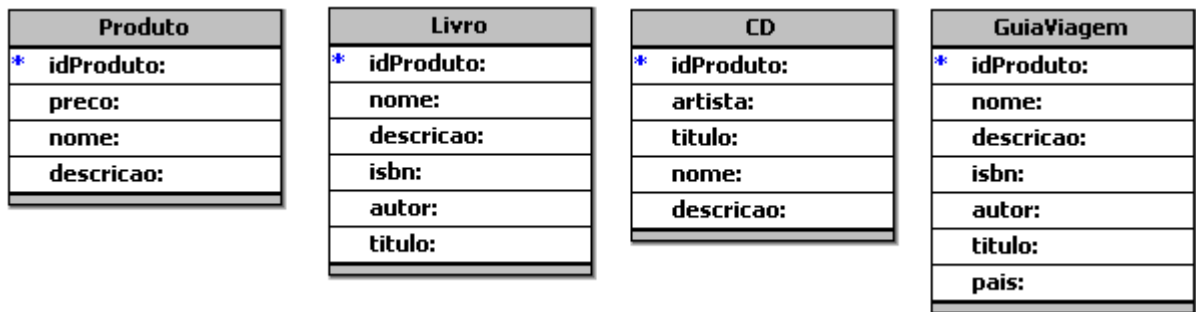 Produto
* idProduto:
preco:
nome:
descricao:
Livro
* idProduto:
nome:
descricao:
isbn:
autor:
titulo:
CD
* idProduto:
artista:
titulo:
nome:
descricao:
GuiaViagem
* idProduto:
nome:
descricao:
isbn:
autor:
titulo:
pais: